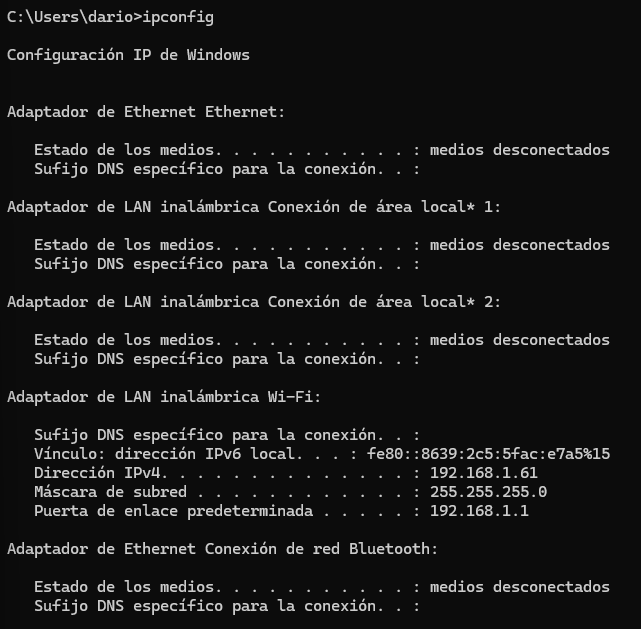 C:\Users\dario>ipconfig
Configuración IP de Windows
Adaptador de Ethernet Ethernet:
Estado de los medios. . . . . . . . . . . : medios desconectados
Sufijo DNS específico para la conexión. . :
Adaptador de LAN inalámbrica Conexión de área local* 1:
Estado de los medios. . . . . . . . . . . : medios desconectados
Sufijo DNS específico para la conexión. . :
Adaptador de LAN inalámbrica Conexión de área local* 2:
Estado de los medios. . . . . . . . . . . : medios desconectados
Sufijo DNS específico para la conexión. . :
Adaptador de LAN inalámbrica Wi-Fi:
Sufijo DNS específico para la conexión. . :
Vínculo: dirección IPv6 local. . . : fe80::8639:2c5:5fac:e7a5%15
Dirección IPv4. . . . . . . . . . . . . . : 192.168.1.61
Máscara de subred . . . . . . . . . . . . : 255.255.255.0
Puerta de enlace predeterminada . . . . . : 192.168.1.1
Adaptador de Ethernet Conexión de red Bluetooth:
Estado de los medios. . . . . . . . . . . : medios desconectados
Sufijo DNS específico para la conexión. . :